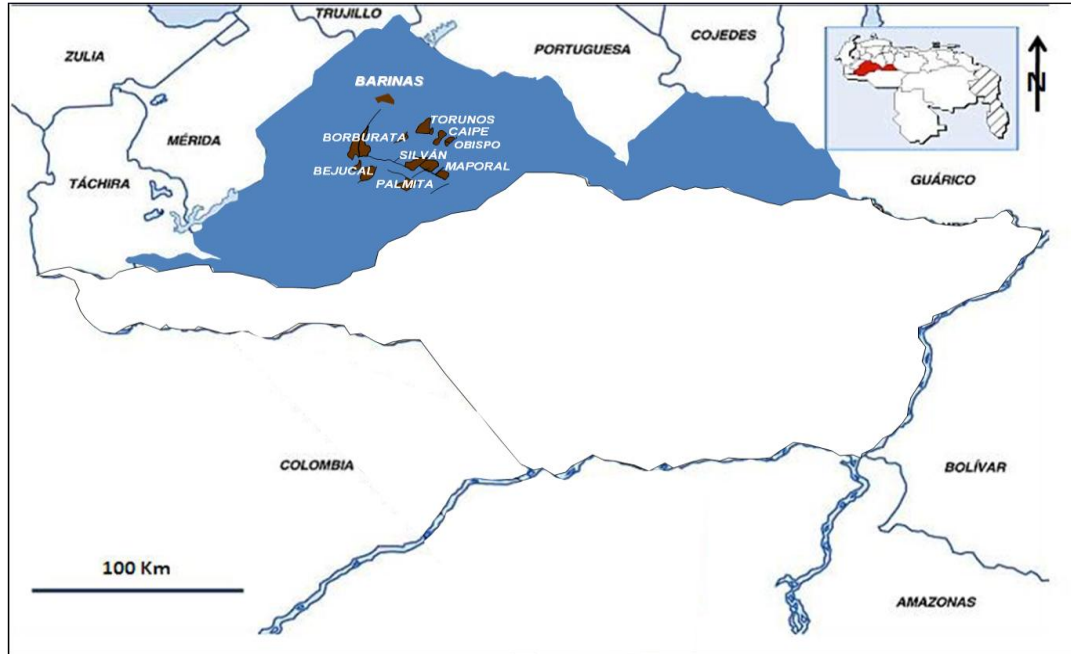 TRUJILLO
ZULIA
PORTUGUESA
COJEDES
N
BARINAS
TORUNOS
CAIPE
MÉRIDA
BORBURATA
OBISPO
SILVÁN
MAPORAL
BEJUCAL
PALMITA
TÁCHIRA
GUÁRICO
COLOMBIA
BOLÍVAR
100 Km
AMAZONAS